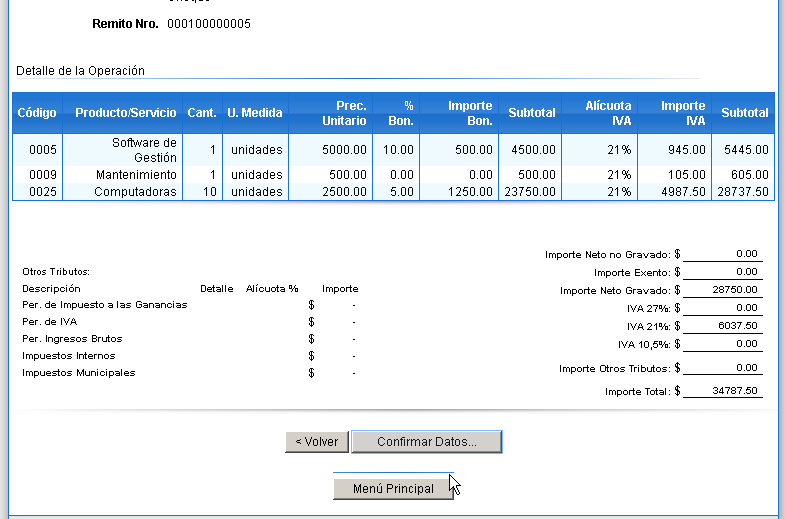 Remito Nro. 000100000005
Detalle de la Operación
Código Producto/Servicio Cant. U. Medida Prec. Unitario % Bon. Importe Bon. Subtotal Alícuota IVA Importe IVA Subtotal
0005 Software de Gestión 1 unidades 5000.00 10.00 500.00 4500.00 21% 945.00 5445.00
0009 Mantenimiento 1 unidades 500.00 0.00 0.00 500.00 21% 105.00 605.00
0025 Computadoras 10 unidades 2500.00 5.00 1250.00 23750.00 21% 4987.50 28737.50
Importe Neto no Gravado: $ 0.00
Importe Exento: $ 0.00
Importe Neto Gravado: $ 28750.00
IVA 27%: $ 0.00
IVA 21%: $ 6037.50
IVA 10,5%: $ 0.00
Importe Otros Tributos: $ 0.00
Importe Total: $ 34787.50
Otros Tributos:
Descripción Detalle Alícuota % Importe
Per. de Impuesto a las Ganancias $ -
Per. de IVA $ -
Per. Ingresos Brutos $ -
Impuestos Internos $ -
Impuestos Municipales $ -
< Volver Confirmar Datos...
Menú Principal